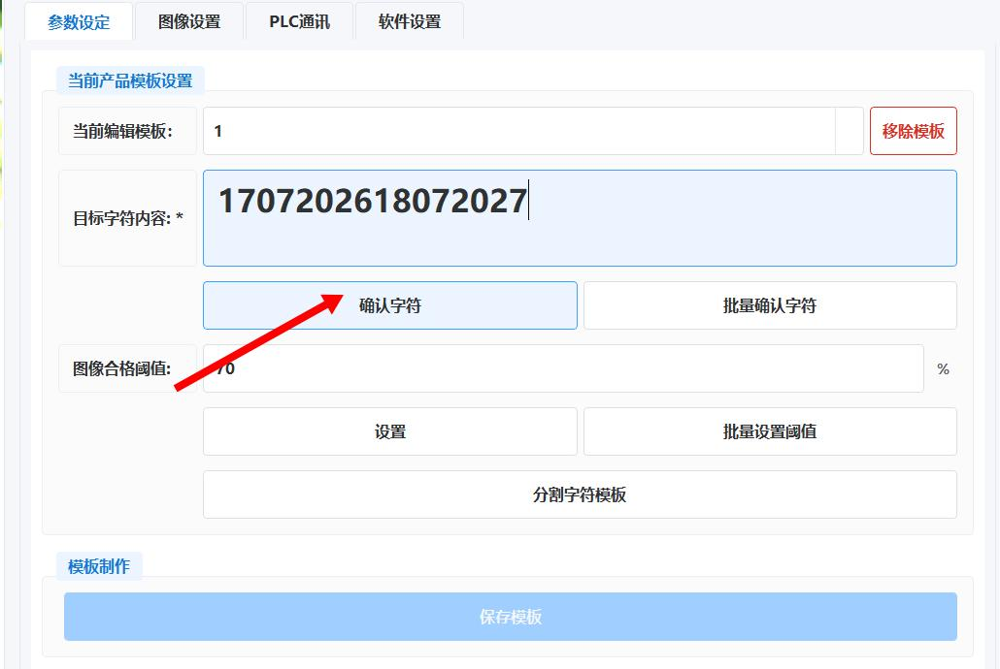 参数设定 图像设置 PLC通讯 软件设置
当前产品模板设置
当前编辑模板: 1 移除模板
目标字符内容: * 1707202618072027
确认字符 批量确认字符
图像合格阈值: 70 %
设置 批量设置阈值
分割字符模板
模板制作
保存模板